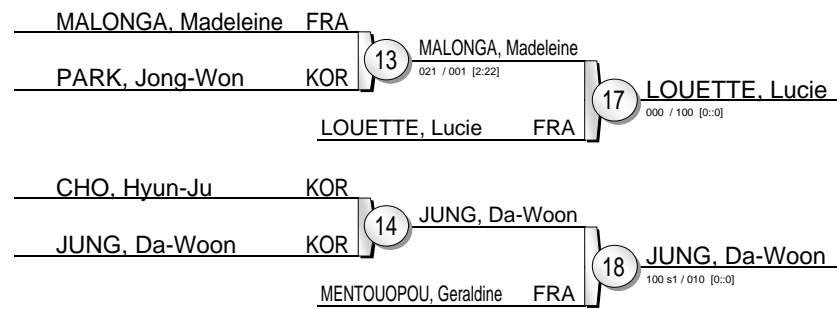 MALONGA, Madeleine FRA
PARK, Jong-Won KOR
13
MALONGA, Madeleine
021 / 001 [2:22]
LOUETTE, Lucie FRA
17
LOUETTE, Lucie
000 / 100 [0::0]
CHO, Hyun-Ju KOR
JUNG, Da-Woon KOR
14
JUNG, Da-Woon
MENTOUOPOU, Geraldine FRA
18
JUNG, Da-Woon
100 s1 / 010 [0::0]